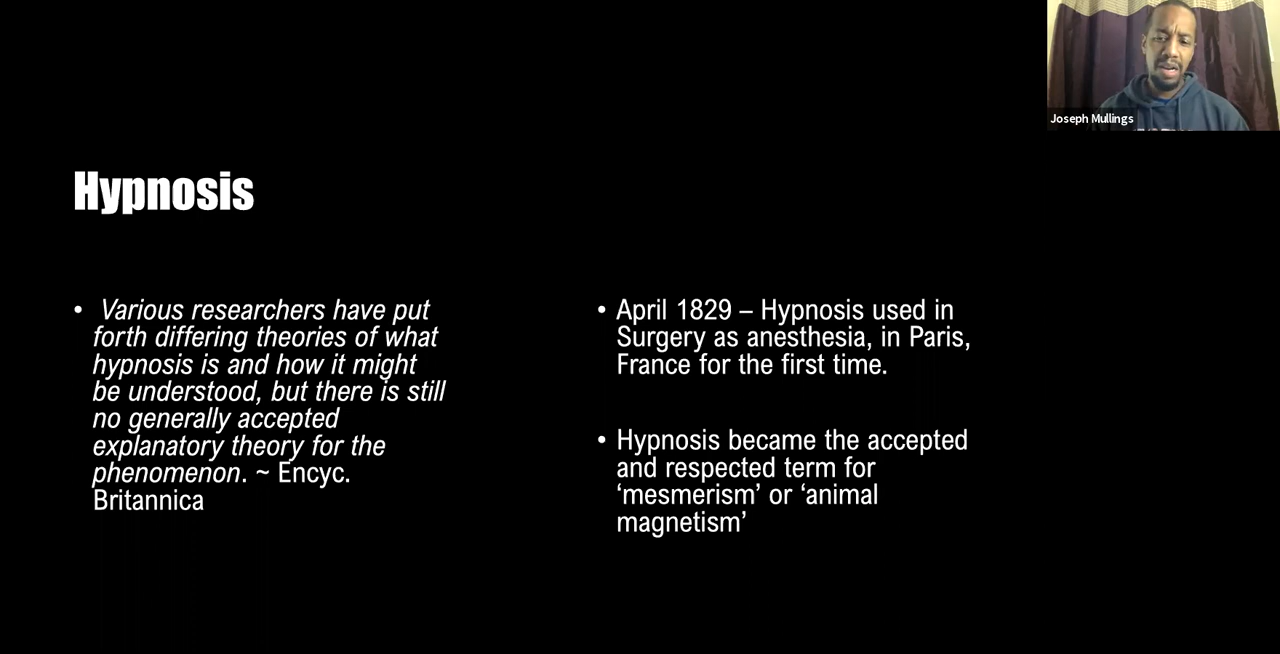 Joseph Mullings
Hypnosis
• Various researchers have put
forth differing theories of what
hypnosis is and how it might
be understood, but there is still
no generally accepted
explanatory theory for the
phenomenon. ~ Encyc.
Britannica
• April 1829 – Hypnosis used in
Surgery as anesthesia, in Paris,
France for the first time.
• Hypnosis became the accepted
and respected term for
‘mesmerism’ or ‘animal
magnetism’